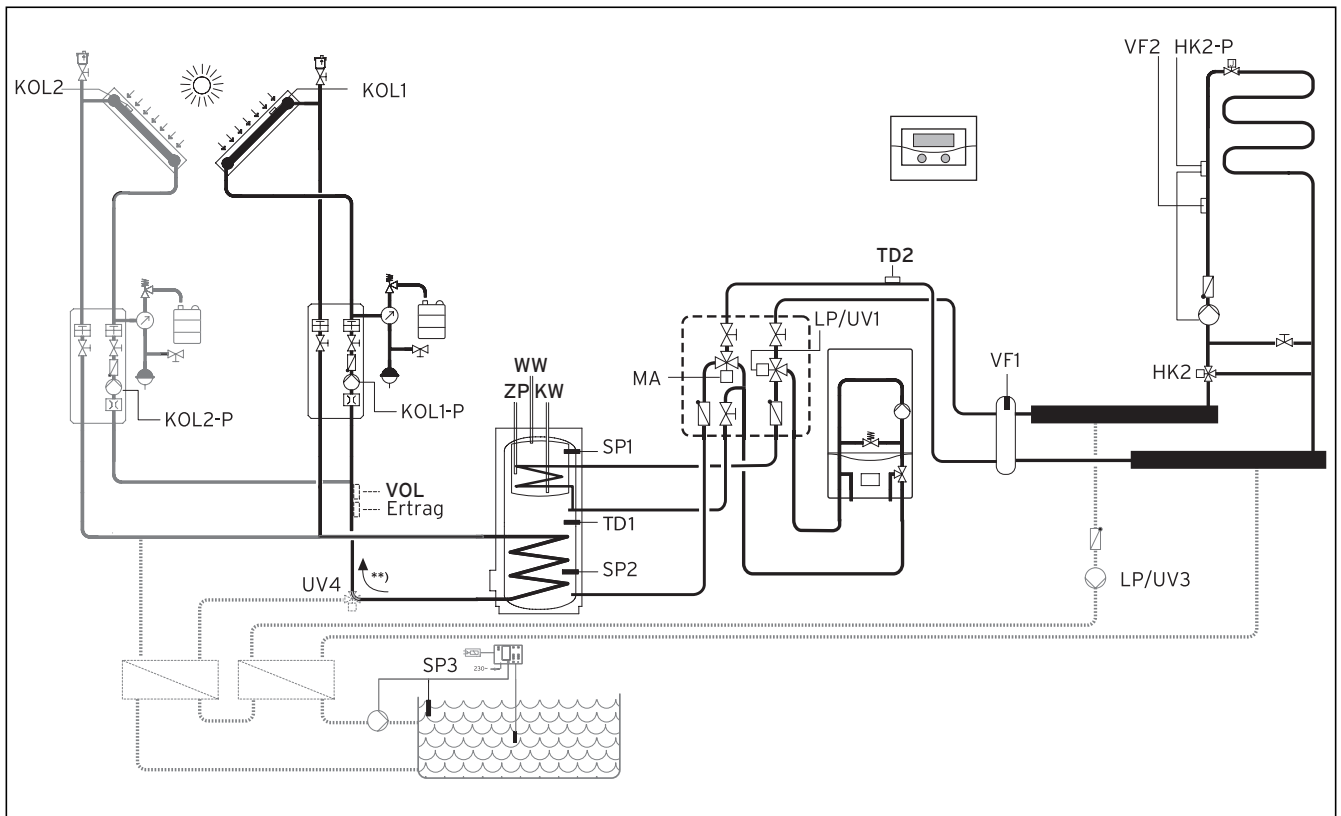 VF2 HK2-P
KOL2
KOL1
TD2
LP/UV1
VF1
MA
HK2
WW
ZP KW
KOL2-P
KOL1-P
SP1
VOL
Ertrag
TD1
SP2
UV4
**)
LP/UV3
SP3
230~